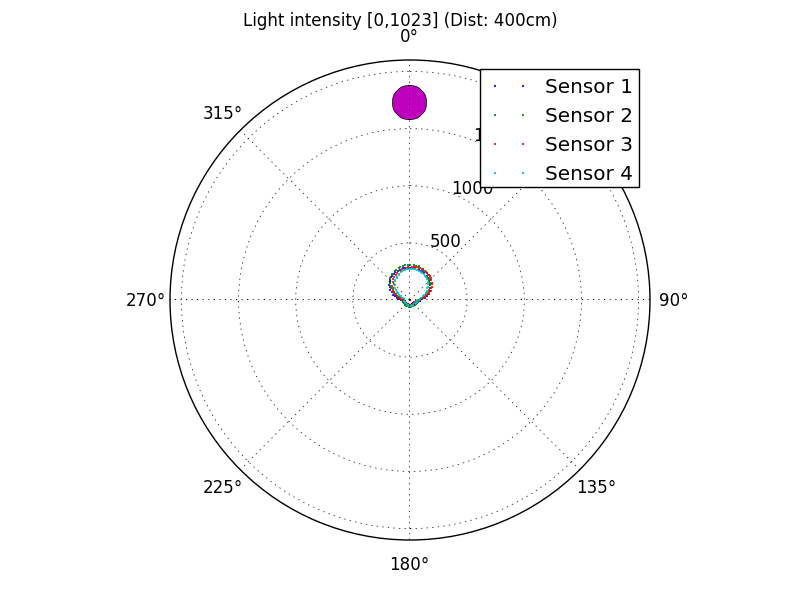 Light intensity [0,1023] (Dist: 400cm)
0°
Sensor 1
Sensor 2
Sensor 3
Sensor 4
315°
1000
500
270°
90°
225°
135°
180°